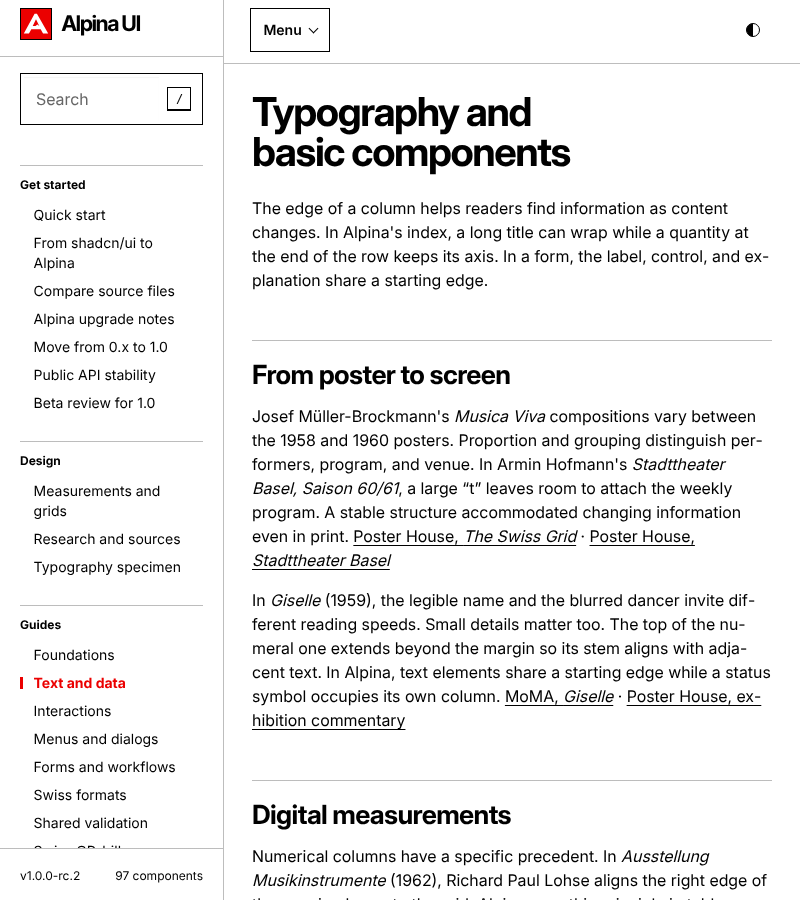 Alpina UI
Search
/
Get started
Quick start
From shadcn/ui to
Alpina
Compare source files
Alpina upgrade notes
Move from 0.x to 1.0
Public API stability
Beta review for 1.0
Design
Measurements and
grids
Research and sources
Typography specimen
Guides
Foundations
Text and data
Interactions
Menus and dialogs
Forms and workflows
Swiss formats
Shared validation
v1.0.0-rc.2
97 components
Menu
Typography and
basic components
The edge of a column helps readers find information as content
changes. In Alpina's index, a long title can wrap while a quantity at
the end of the row keeps its axis. In a form, the label, control, and ex-
planation share a starting edge.
From poster to screen
Josef Müller-Brockmann's Musica Viva compositions vary between
the 1958 and 1960 posters. Proportion and grouping distinguish per-
formers, program, and venue. In Armin Hofmann's Stadttheater
Basel, Saison 60/61, a large “t” leaves room to attach the weekly
program. A stable structure accommodated changing information
even in print. Poster House, The Swiss Grid · Poster House,
Stadttheater Basel
In Giselle (1959), the legible name and the blurred dancer invite dif-
ferent reading speeds. Small details matter too. The top of the nu-
meral one extends beyond the margin so its stem aligns with adja-
cent text. In Alpina, text elements share a starting edge while a status
symbol occupies its own column. MoMA, Giselle · Poster House, ex-
hibition commentary
Digital measurements
Numerical columns have a specific precedent. In Ausstellung
Musikinstrumente (1962), Richard Paul Lohse aligns the right edge of